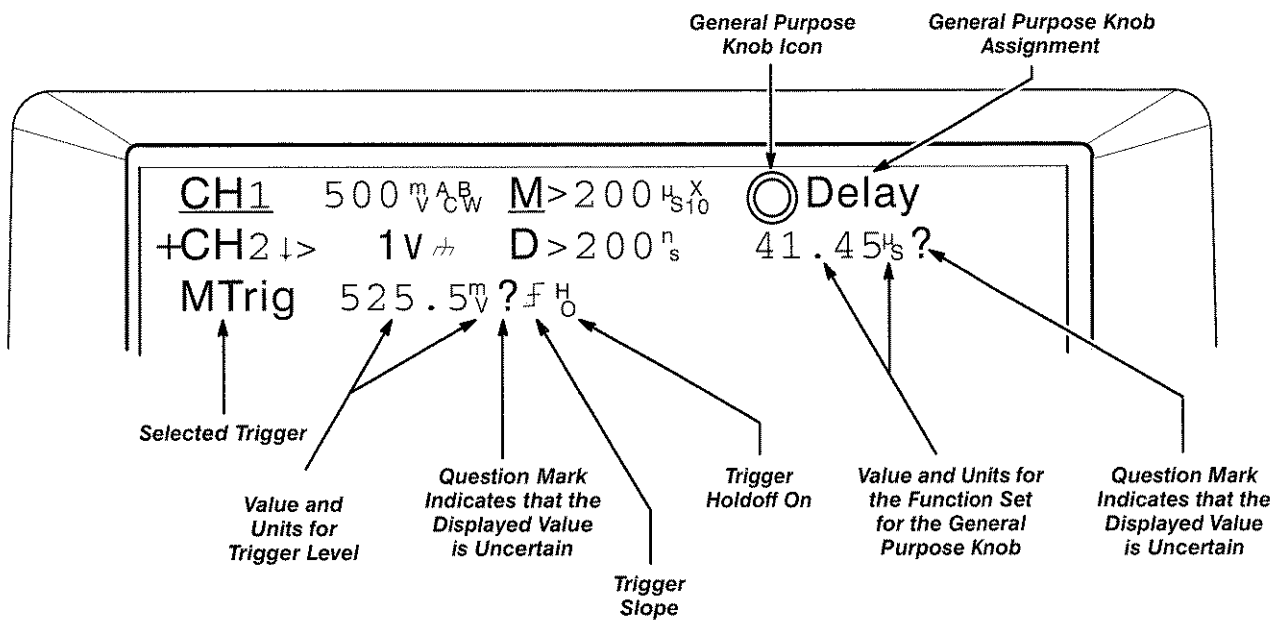 General Purpose
Knob Icon
General Purpose Knob
Assignment
CH1 500 mV AC BW M>200 µs X10 Delay
+CH2↓> 1V D>200 ns 41.45 µs ?
MTrig 525.5 mV ? HO
Selected Trigger
Value and
Units for
Trigger Level
Question Mark
Indicates that the
Displayed Value
is Uncertain
Trigger
Slope
Trigger
Holdoff On
Value and Units for
the Function Set
for the General
Purpose Knob
Question Mark
Indicates that the
Displayed Value
is Uncertain